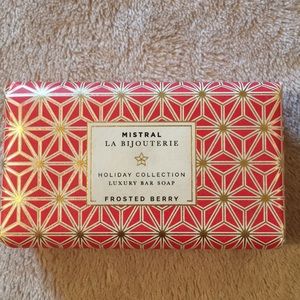 MISTRAL
LA BIJOUTERIE
HOLIDAY COLLECTION
LUXURY BAR SOAP
FROSTED BERRY